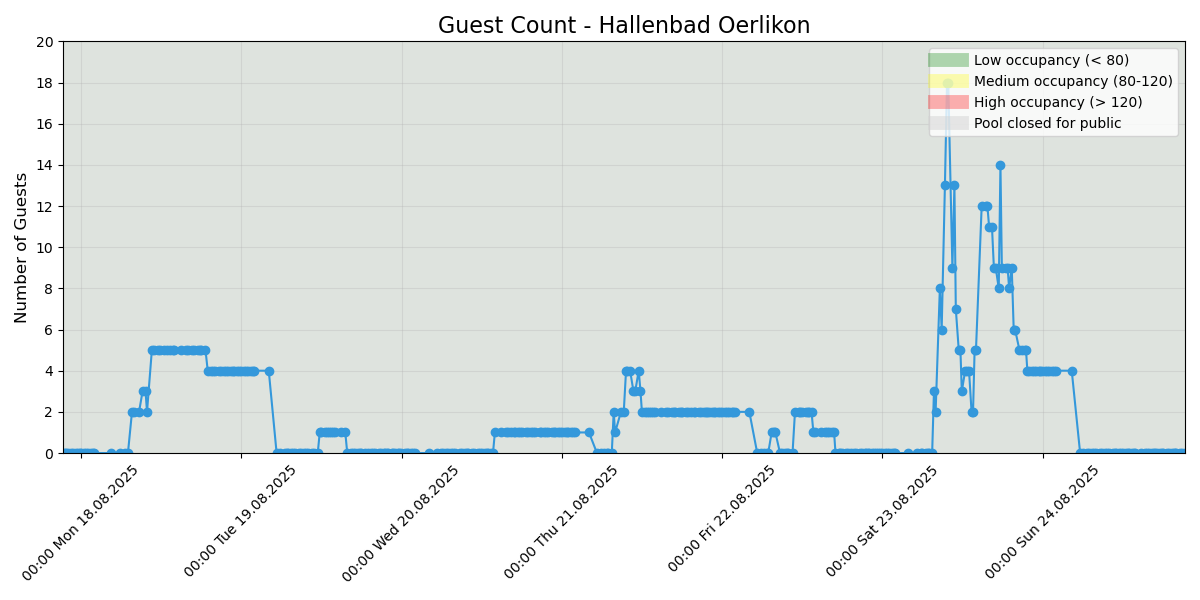 Guest Count - Hallenbad Oerlikon
Low occupancy (< 80)
Medium occupancy (80-120)
High occupancy (> 120)
Pool closed for public
Number of Guests
20
18
16
14
12
10
8
6
4
2
0
00:00 Mon 18.08.2025
00:00 Tue 19.08.2025
00:00 Wed 20.08.2025
00:00 Thu 21.08.2025
00:00 Fri 22.08.2025
00:00 Sat 23.08.2025
00:00 Sun 24.08.2025